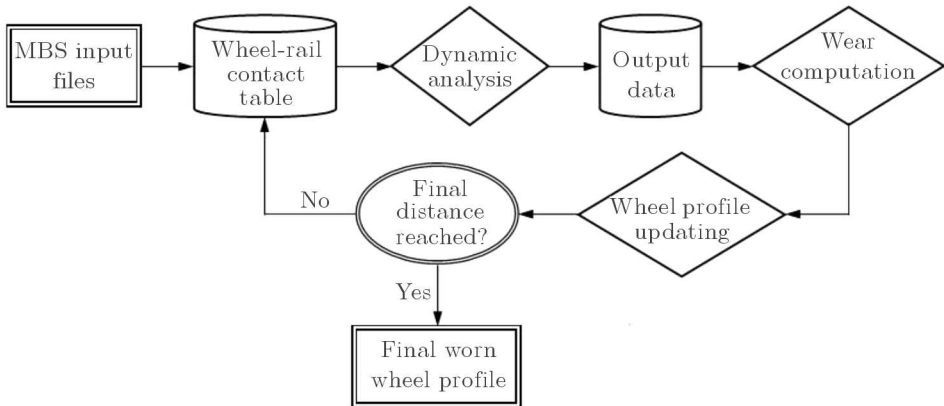 MBS input
files
Wheel-rail
contact
table
Dynamic
analysis
Output
data
Wear
computation
Wheel profile
updating
Final
distance
reached?
No
Yes
Final worn
wheel profile